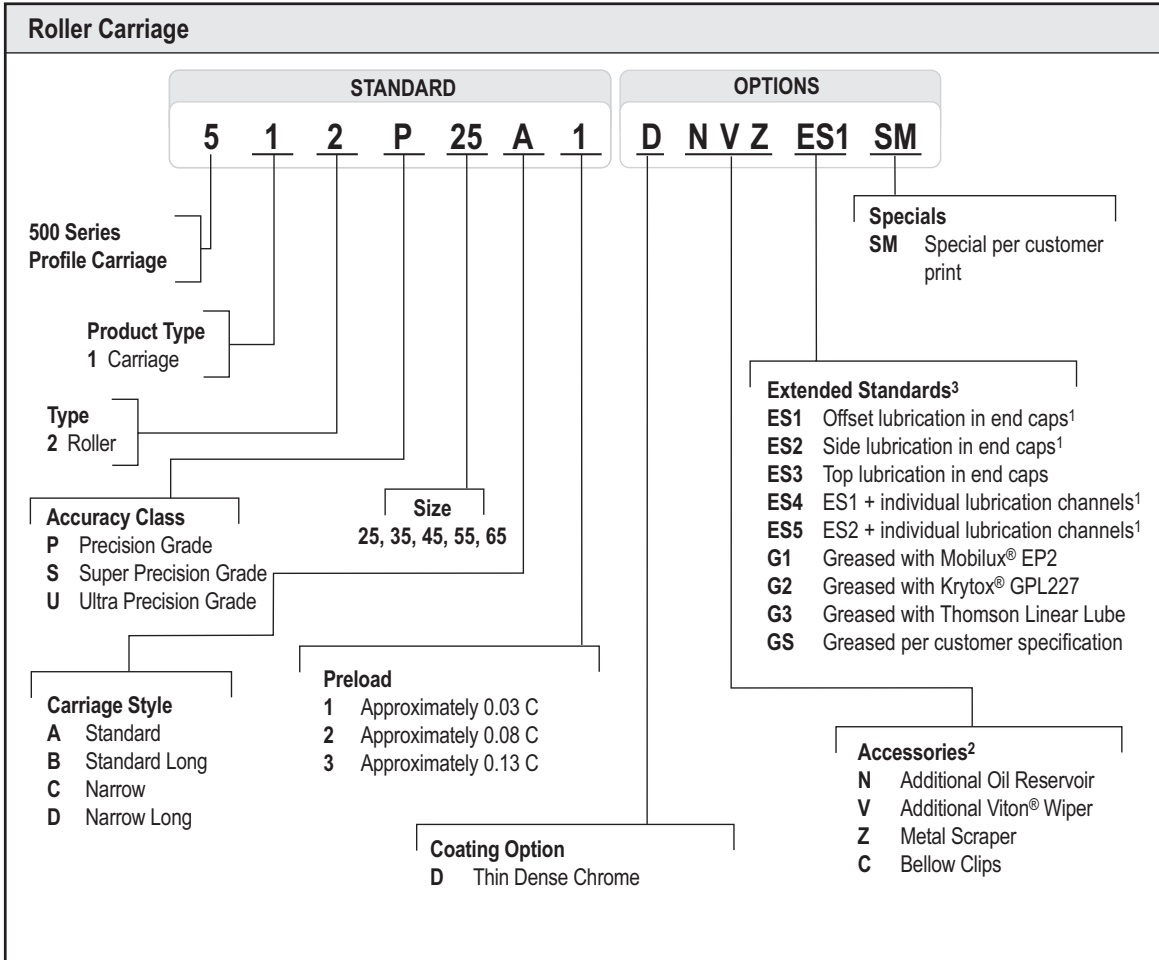 Roller Carriage
STANDARD
OPTIONS
5 1 2 P 25 A 1 D N V Z ES1 SM
500 Series
Profile Carriage
Product Type
1 Carriage
Type
2 Roller
Accuracy Class
P Precision Grade
S Super Precision Grade
U Ultra Precision Grade
Size
25, 35, 45, 55, 65
Carriage Style
A Standard
B Standard Long
C Narrow
D Narrow Long
Preload
1 Approximately 0.03 C
2 Approximately 0.08 C
3 Approximately 0.13 C
Coating Option
D Thin Dense Chrome
Specials
SM Special per customer
print
Extended Standards³
ES1 Offset lubrication in end caps¹
ES2 Side lubrication in end caps¹
ES3 Top lubrication in end caps
ES4 ES1 + individual lubrication channels¹
ES5 ES2 + individual lubrication channels¹
G1 Greased with Mobilux® EP2
G2 Greased with Krytox® GPL227
G3 Greased with Thomson Linear Lube
GS Greased per customer specification
Accessories²
N Additional Oil Reservoir
V Additional Viton® Wiper
Z Metal Scraper
C Bellow Clips